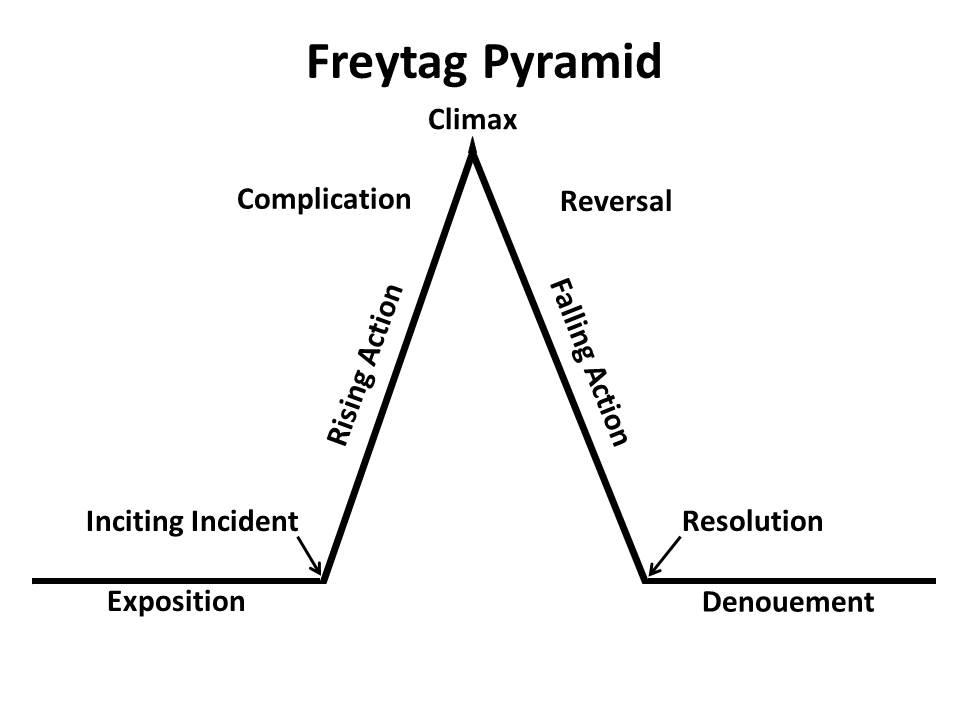 Freytag Pyramid
Climax
Complication
Reversal
Rising Action
Falling Action
Inciting Incident
Resolution
Exposition
Denouement